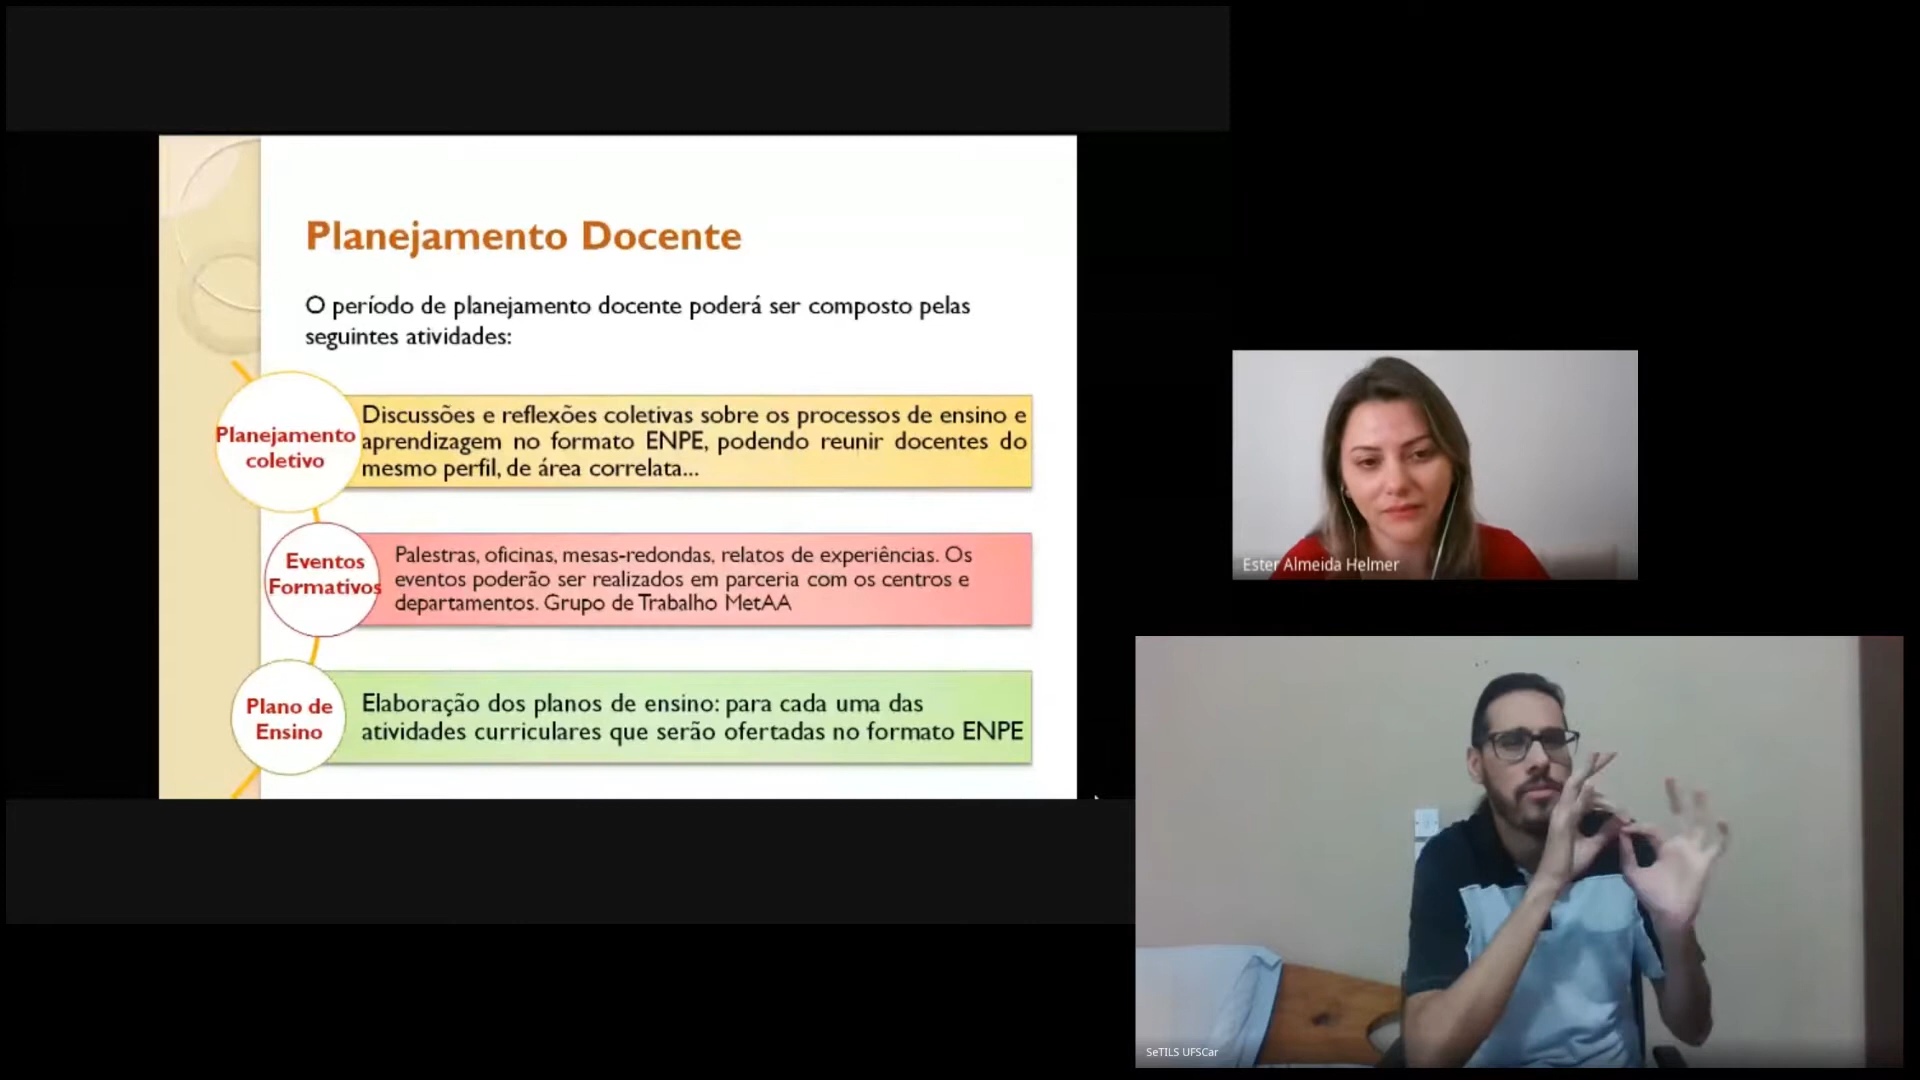 Planejamento Docente
O período de planejamento docente poderá ser composto pelas
seguintes atividades:
Planejamento
coletivo
Discussões e reflexões coletivas sobre os processos de ensino e
aprendizagem no formato ENPE, podendo reunir docentes do
mesmo perfil, de área correlata...
Eventos
Formativos
Palestras, oficinas, mesas-redondas, relatos de experiências. Os
eventos poderão ser realizados em parceria com os centros e
departamentos. Grupo de Trabalho MetAA
Plano de
Ensino
Elaboração dos planos de ensino: para cada uma das
atividades curriculares que serão ofertadas no formato ENPE
Ester Almeida Helmer
SeTILS UFSCar